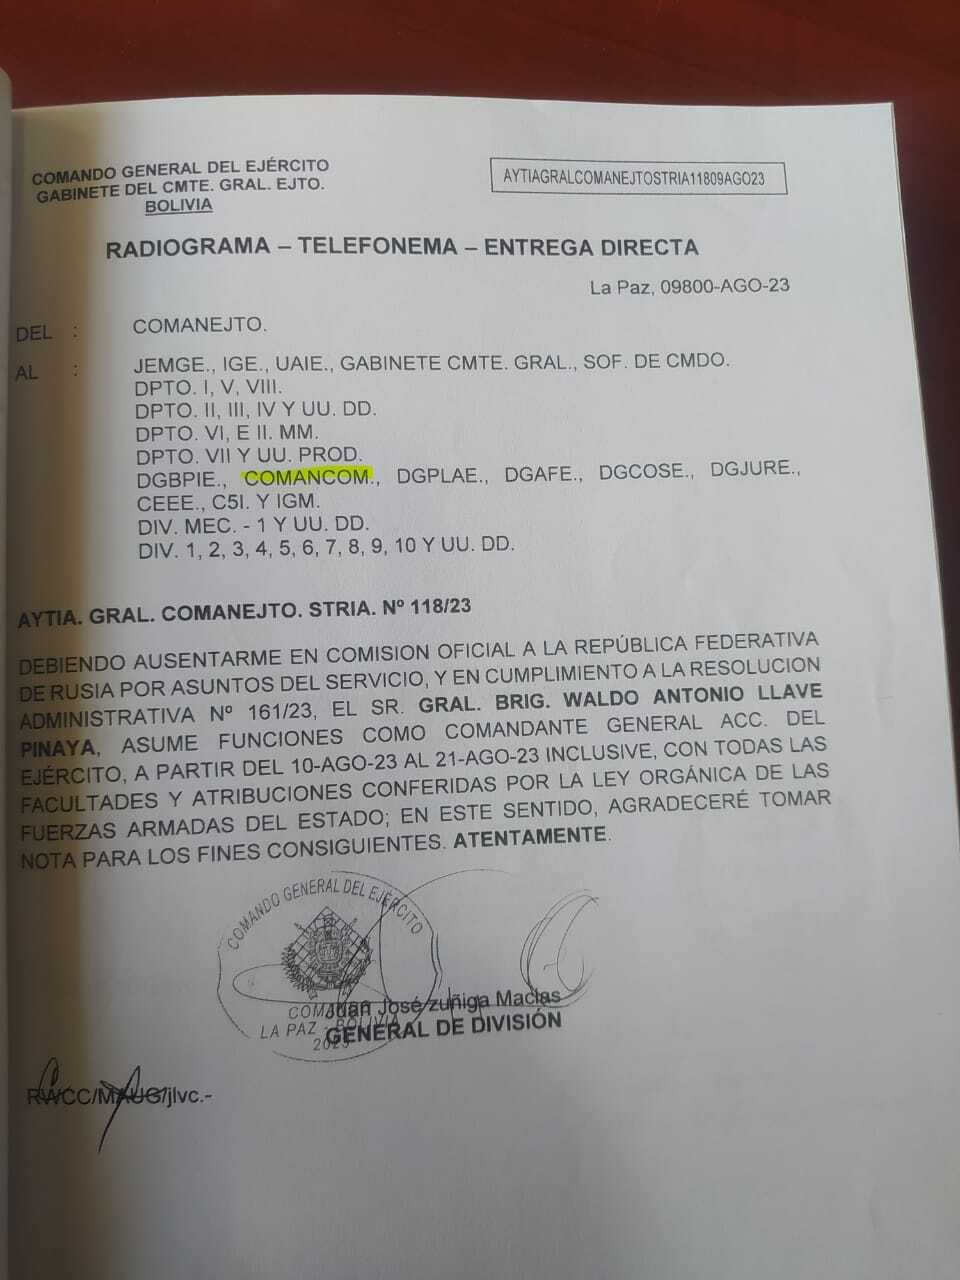 COMANDO GENERAL DEL EJÉRCITO
GABINETE DEL CMTE. GRAL. EJTO.
BOLIVIA
AYTIAGRALCOMANEJTOSTRIA11809AGO23
RADIOGRAMA – TELEFONEMA – ENTREGA DIRECTA
La Paz, 09800-AGO-23
DEL : COMANEJTO.
AL : JEMGE., IGE., UAIE., GABINETE CMTE. GRAL., SOF. DE CMDO.
DPTO. I, V, VIII.
DPTO. II, III, IV Y UU. DD.
DPTO. VI, E II. MM.
DPTO. VII Y UU. PROD.
DGBPIE., COMANCOM., DGPLAE., DGAFE., DGCOSE., DGJURE.,
CEEE., C5I. Y IGM.
DIV. MEC. - 1 Y UU. DD.
DIV. 1, 2, 3, 4, 5, 6, 7, 8, 9, 10 Y UU. DD.
AYTIA. GRAL. COMANEJTO. STRIA. Nº 118/23
DEBIENDO AUSENTARME EN COMISION OFICIAL A LA REPÚBLICA FEDERATIVA
DE RUSIA POR ASUNTOS DEL SERVICIO, Y EN CUMPLIMIENTO A LA RESOLUCION
ADMINISTRATIVA Nº 161/23, EL SR. GRAL. BRIG. WALDO ANTONIO LLAVE
PINAYA, ASUME FUNCIONES COMO COMANDANTE GENERAL ACC. DEL
EJÉRCITO, A PARTIR DEL 10-AGO-23 AL 21-AGO-23 INCLUSIVE, CON TODAS LAS
FACULTADES Y ATRIBUCIONES CONFERIDAS POR LA LEY ORGÁNICA DE LAS
FUERZAS ARMADAS DEL ESTADO; EN ESTE SENTIDO, AGRADECERÉ TOMAR
NOTA PARA LOS FINES CONSIGUIENTES. ATENTAMENTE.
COMANDO GENERAL DEL EJÉRCITO
LA PAZ - BOLIVIA
2023
Juan José zuñiga Macias
GENERAL DE DIVISIÓN
RWCC/MAUG/jlvc.-